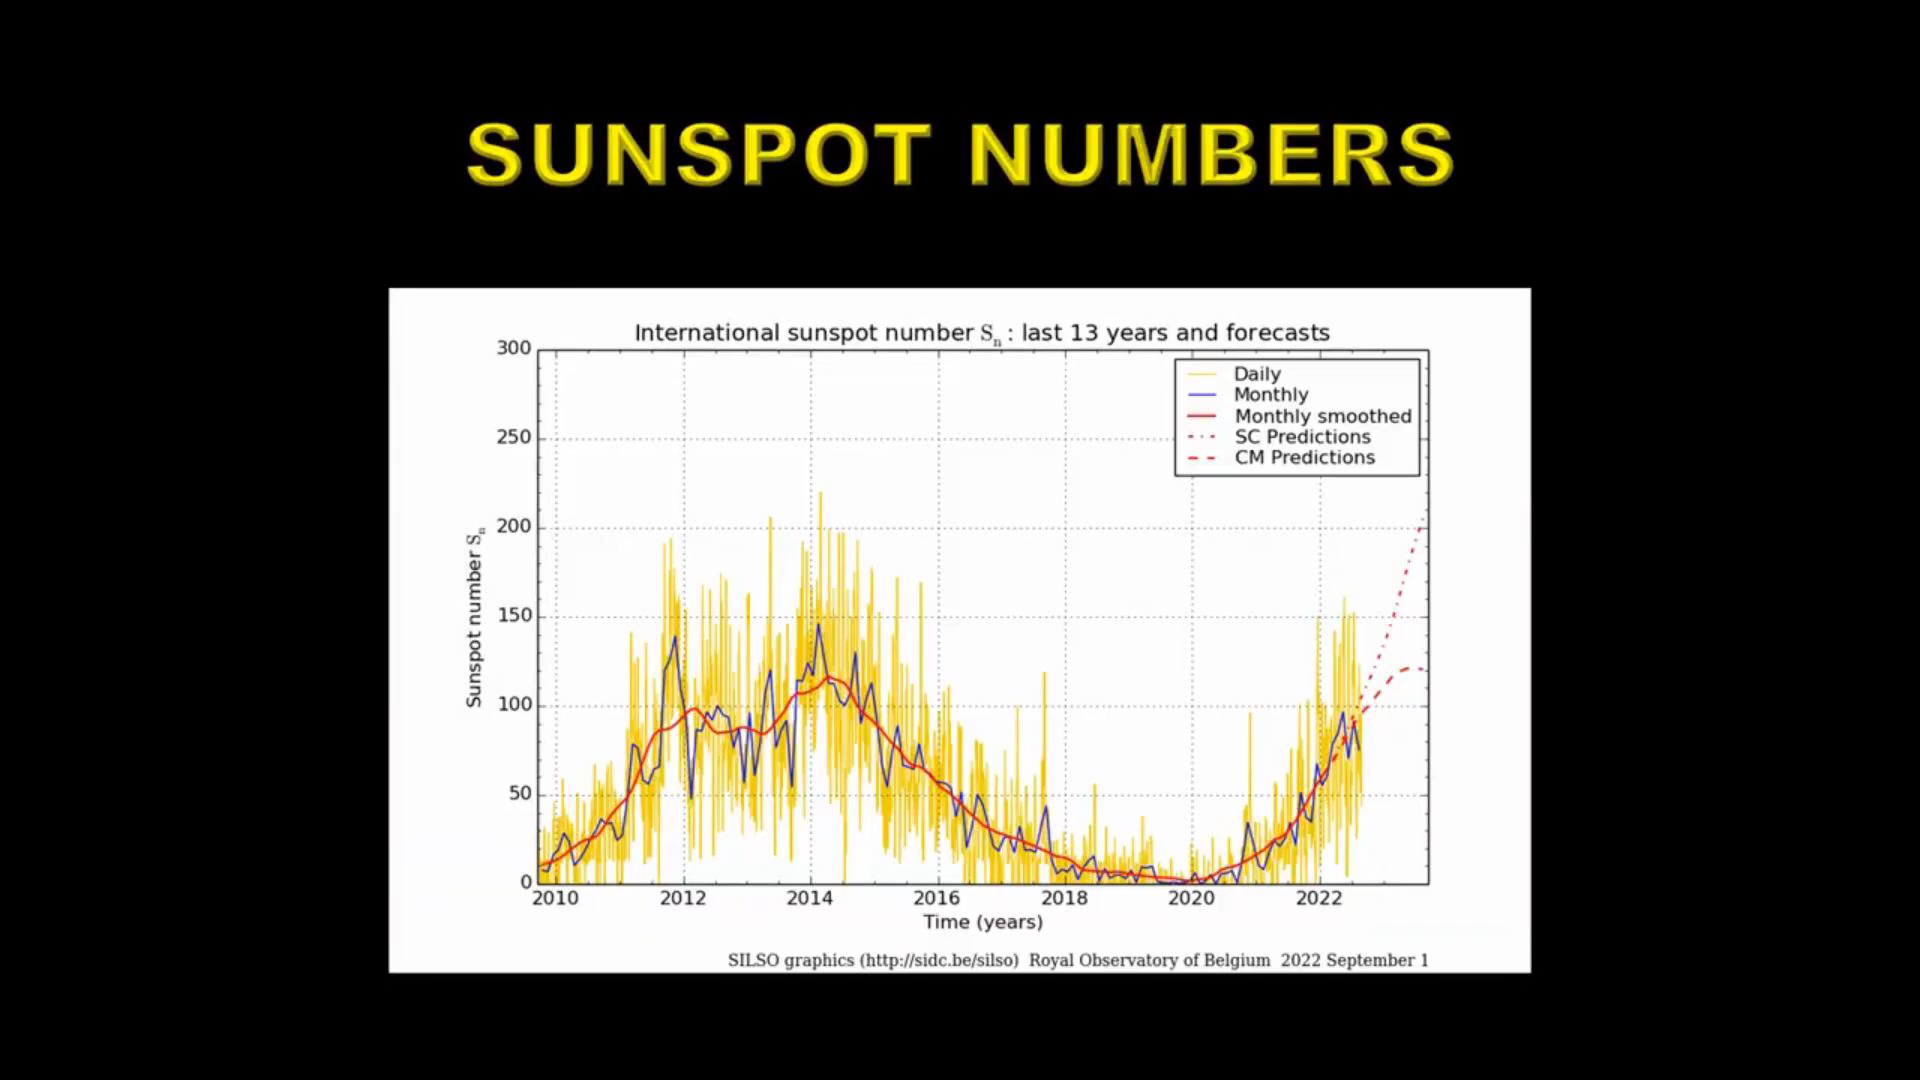 SUNSPOT NUMBERS
International sunspot number Sn : last 13 years and forecasts
300
250
200
150
100
50
0
Sunspot number Sn
Daily
Monthly
Monthly smoothed
SC Predictions
CM Predictions
2010 2012 2014 2016 2018 2020 2022
Time (years)
SILSO graphics (http://sidc.be/silso) Royal Observatory of Belgium 2022 September 1